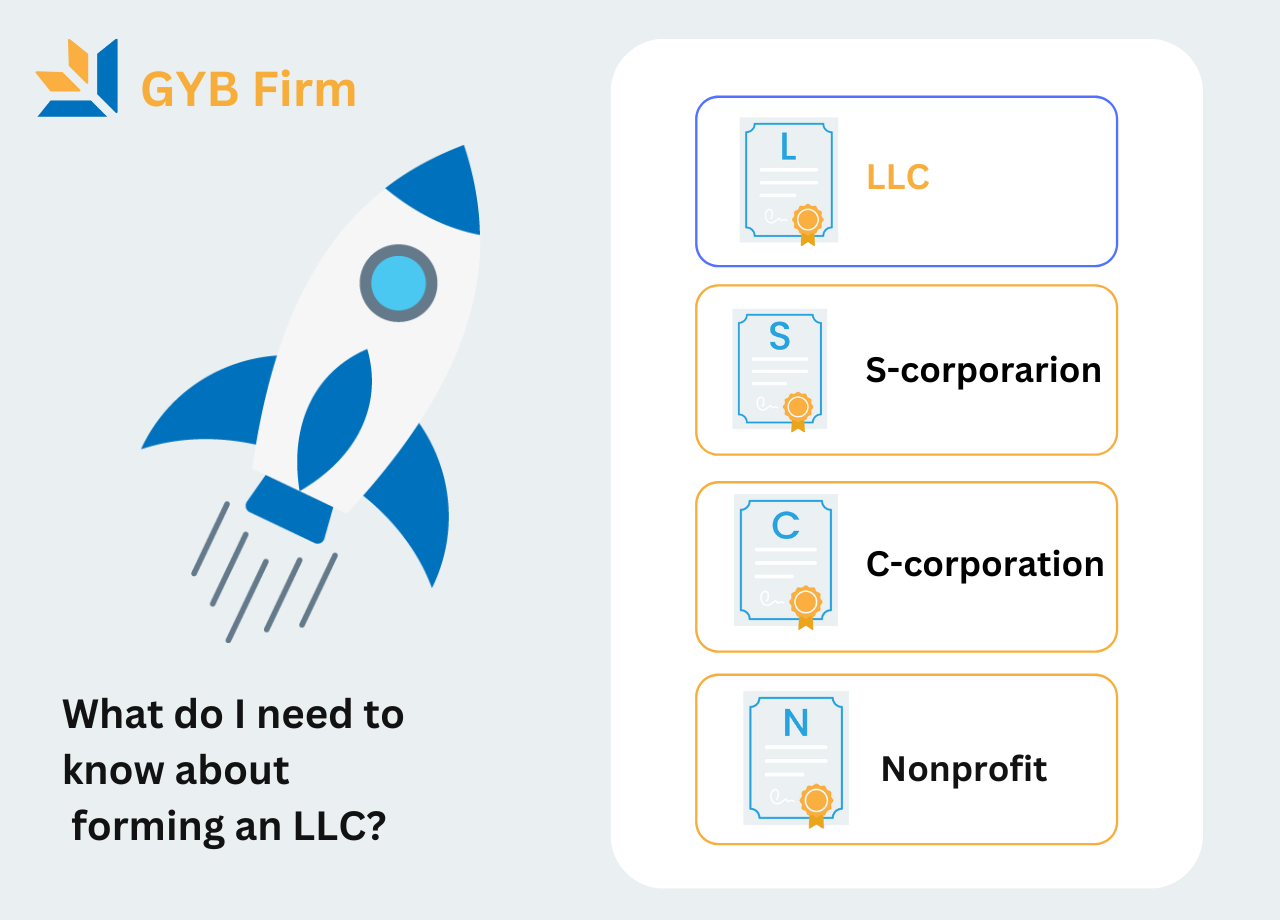 GYB Firm
What do I need to
know about
forming an LLC?
L
LLC
S
S-corporarion
C
C-corporation
N
Nonprofit